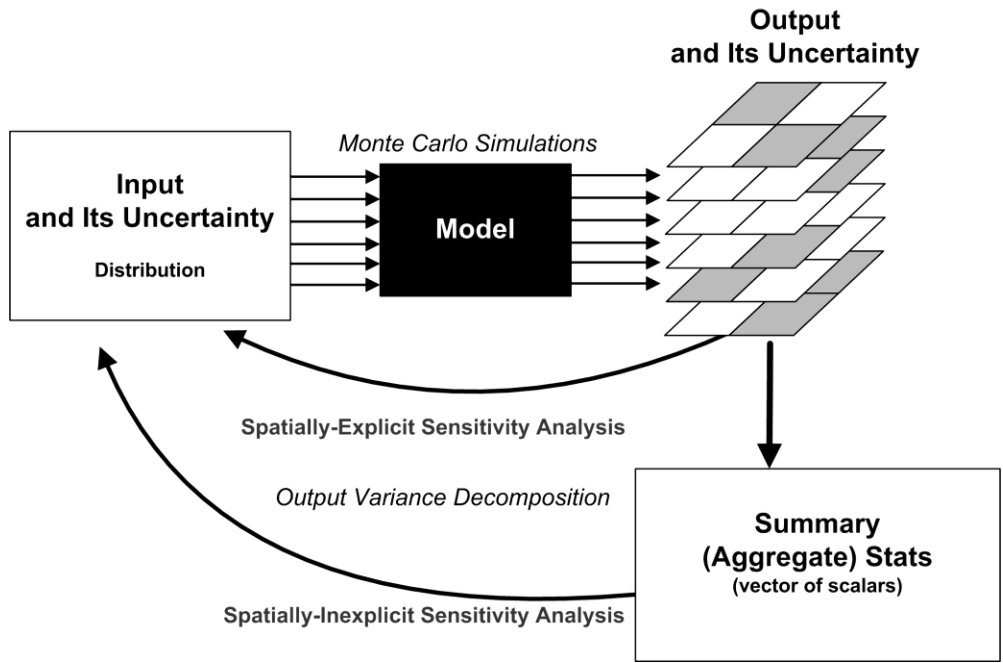 Output
and Its Uncertainty
Monte Carlo Simulations
Input
and Its Uncertainty
Distribution
Model
Spatially-Explicit Sensitivity Analysis
Output Variance Decomposition
Summary
(Aggregate) Stats
(vector of scalars)
Spatially-Inexplicit Sensitivity Analysis